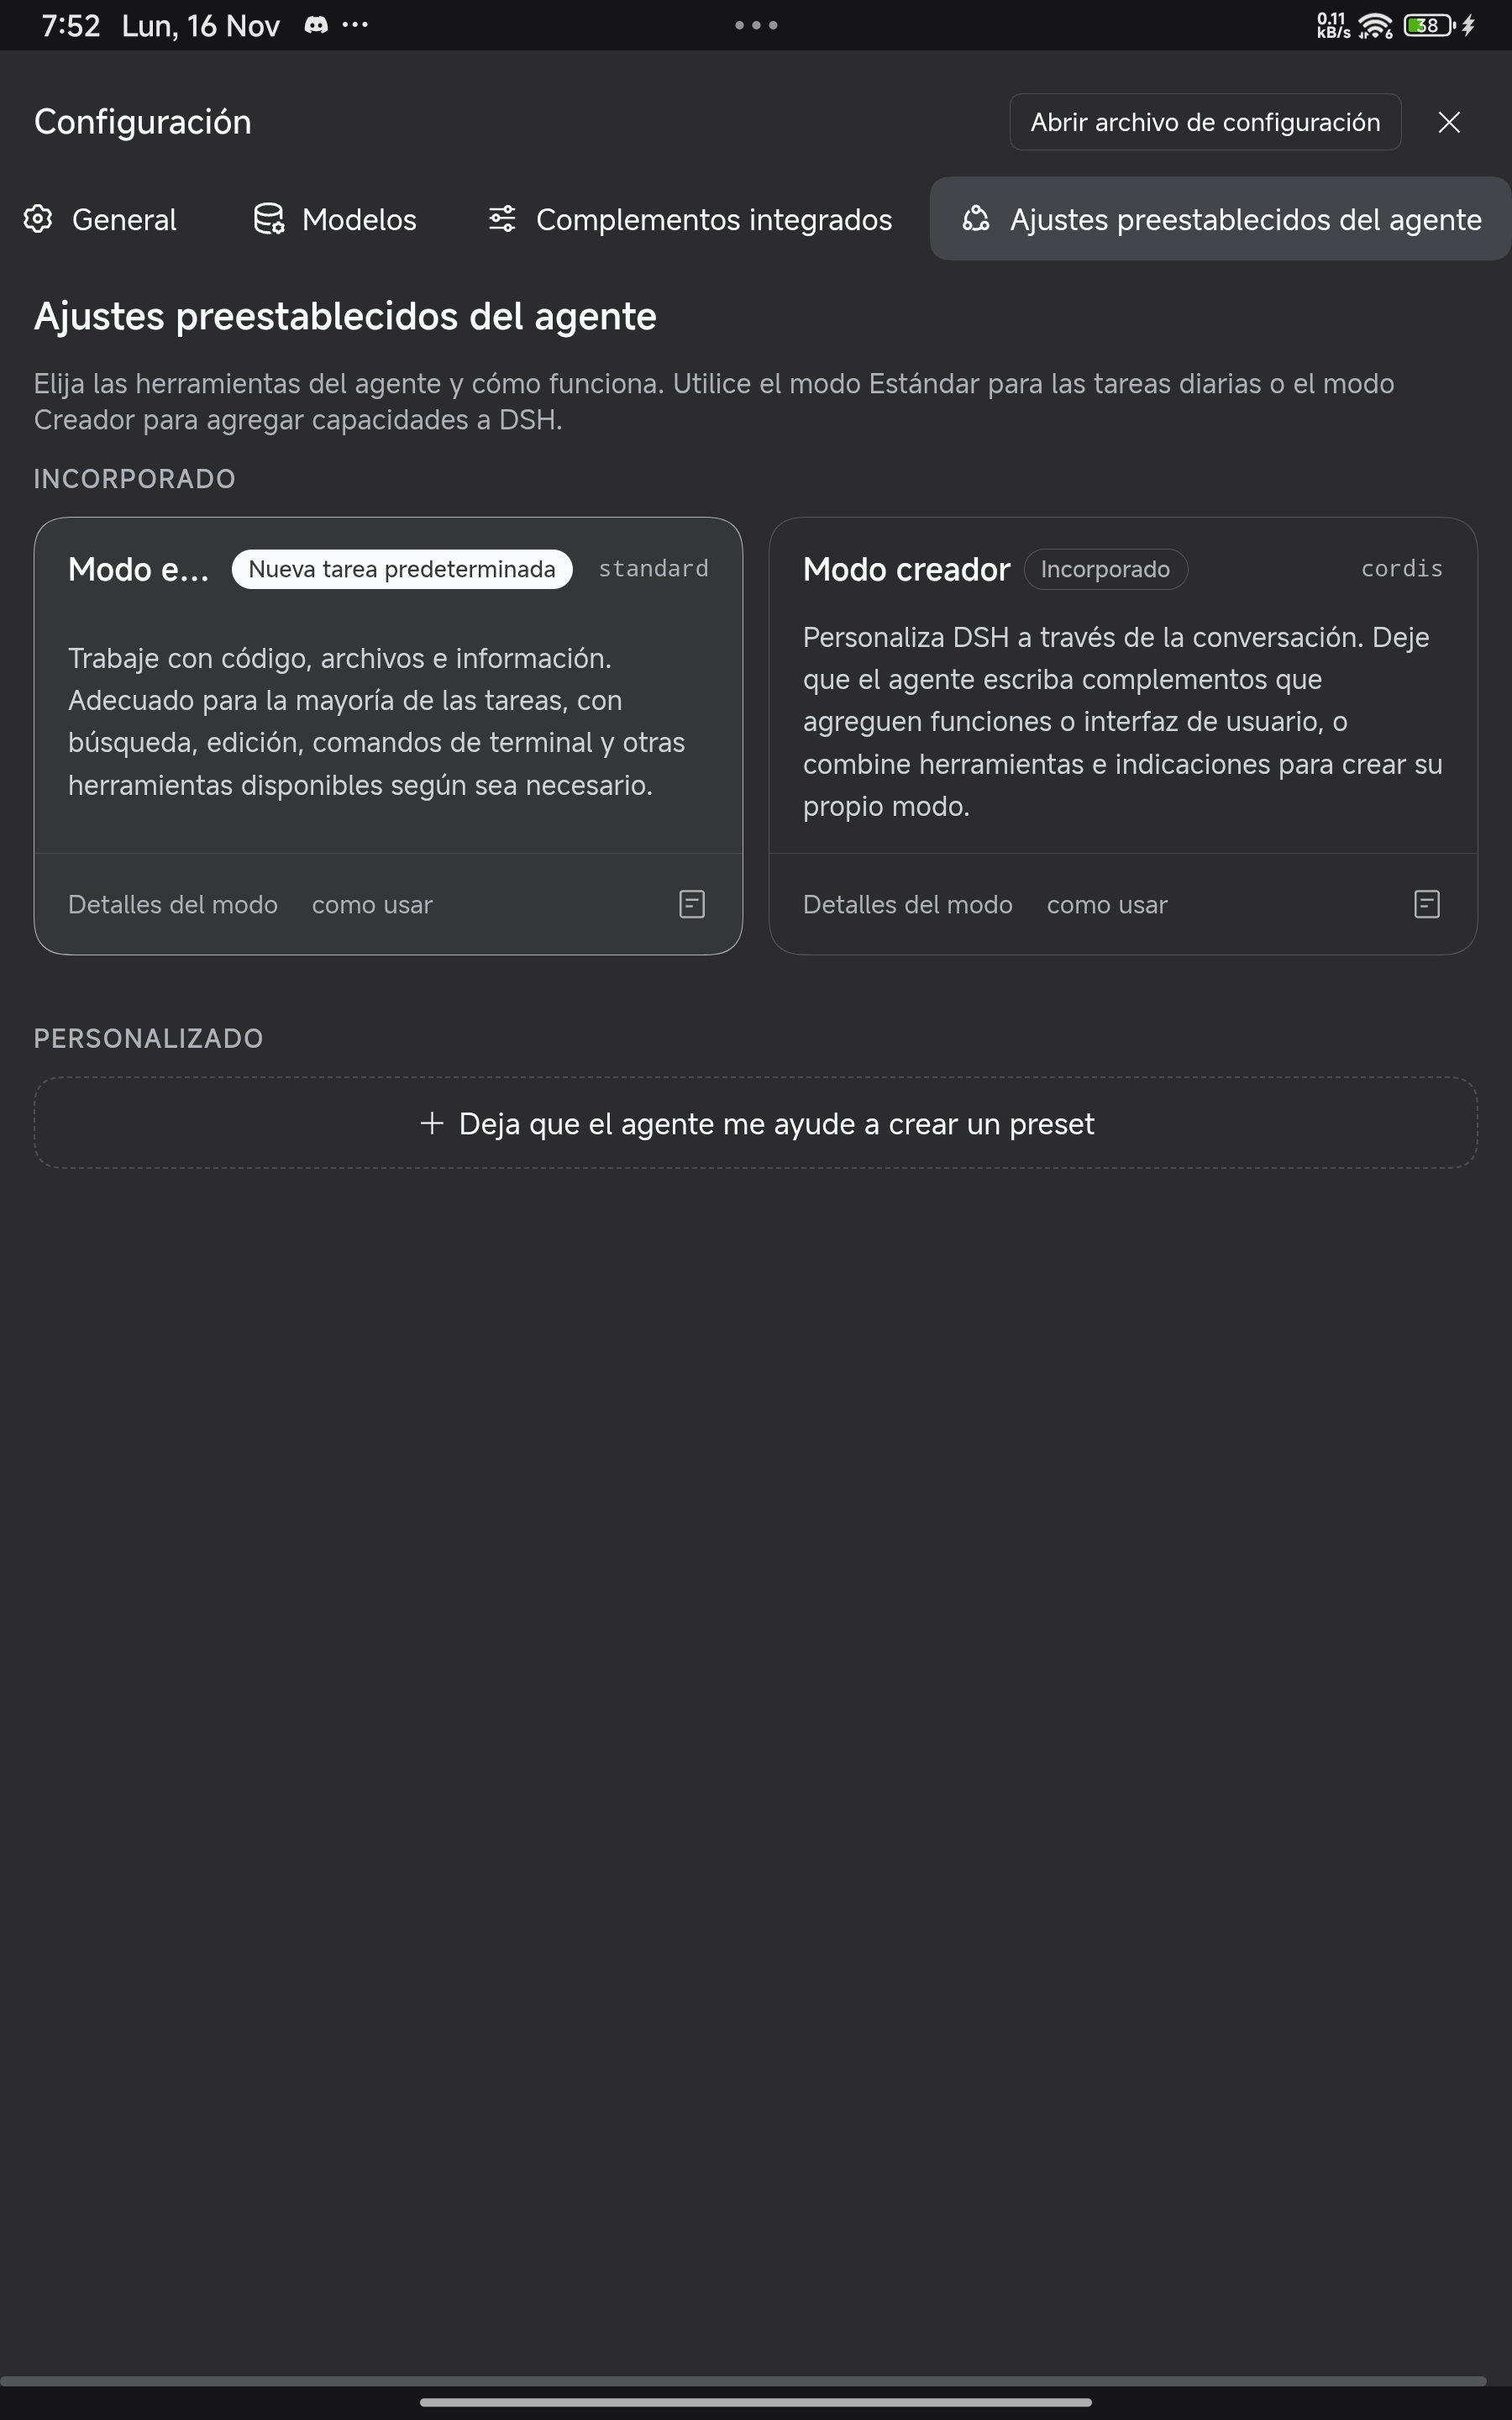 7:52 Lun, 16 Nov
0.11 kB/s 6 38
Configuración
Abrir archivo de configuración
General Modelos Complementos integrados Ajustes preestablecidos del agente
Ajustes preestablecidos del agente
Elija las herramientas del agente y cómo funciona. Utilice el modo Estándar para las tareas diarias o el modo
Creador para agregar capacidades a DSH.
INCORPORADO
Modo e... Nueva tarea predeterminada standard
Trabaje con código, archivos e información.
Adecuado para la mayoría de las tareas, con
búsqueda, edición, comandos de terminal y otras
herramientas disponibles según sea necesario.
Detalles del modo como usar
Modo creador Incorporado cordis
Personaliza DSH a través de la conversación. Deje
que el agente escriba complementos que
agreguen funciones o interfaz de usuario, o
combine herramientas e indicaciones para crear su
propio modo.
Detalles del modo como usar
PERSONALIZADO
+ Deja que el agente me ayude a crear un preset